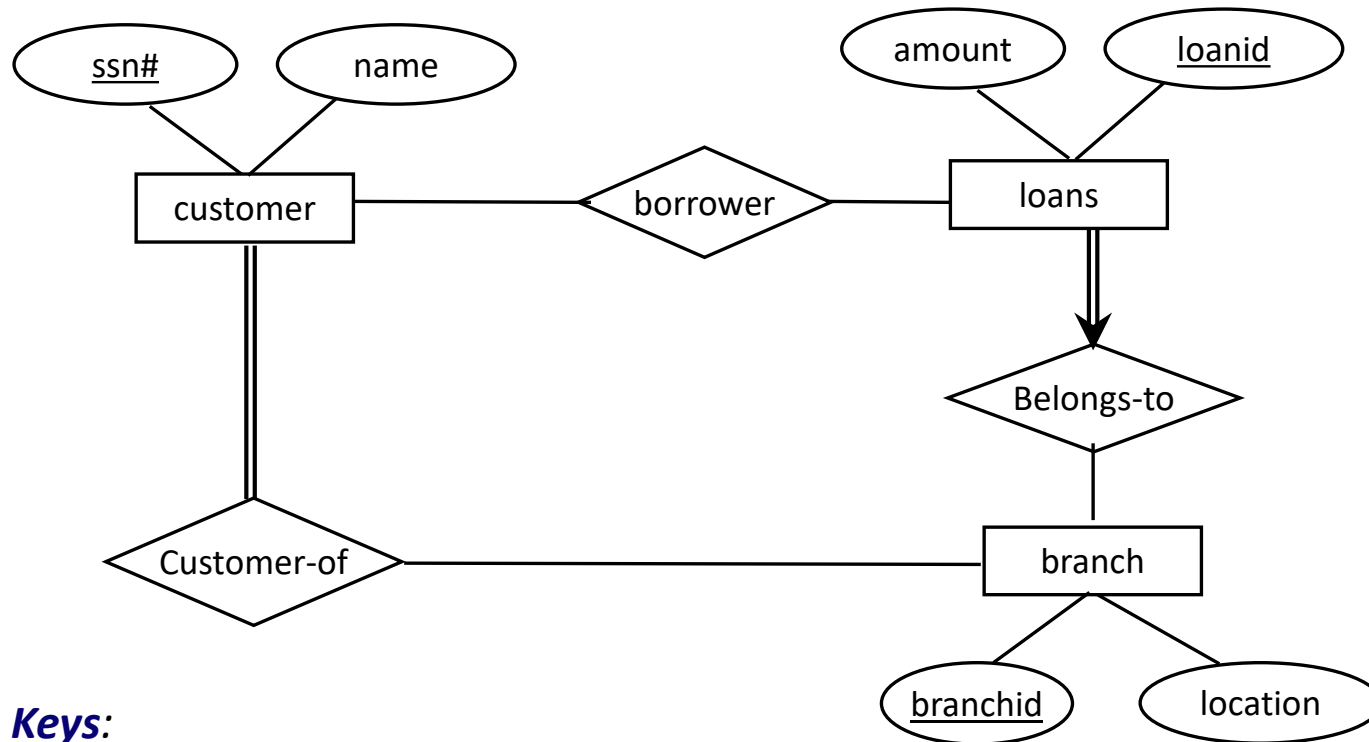 ssn#
name
amount
loanid
customer
borrower
loans
Belongs-to
Customer-of
branch
branchid
location
Keys: